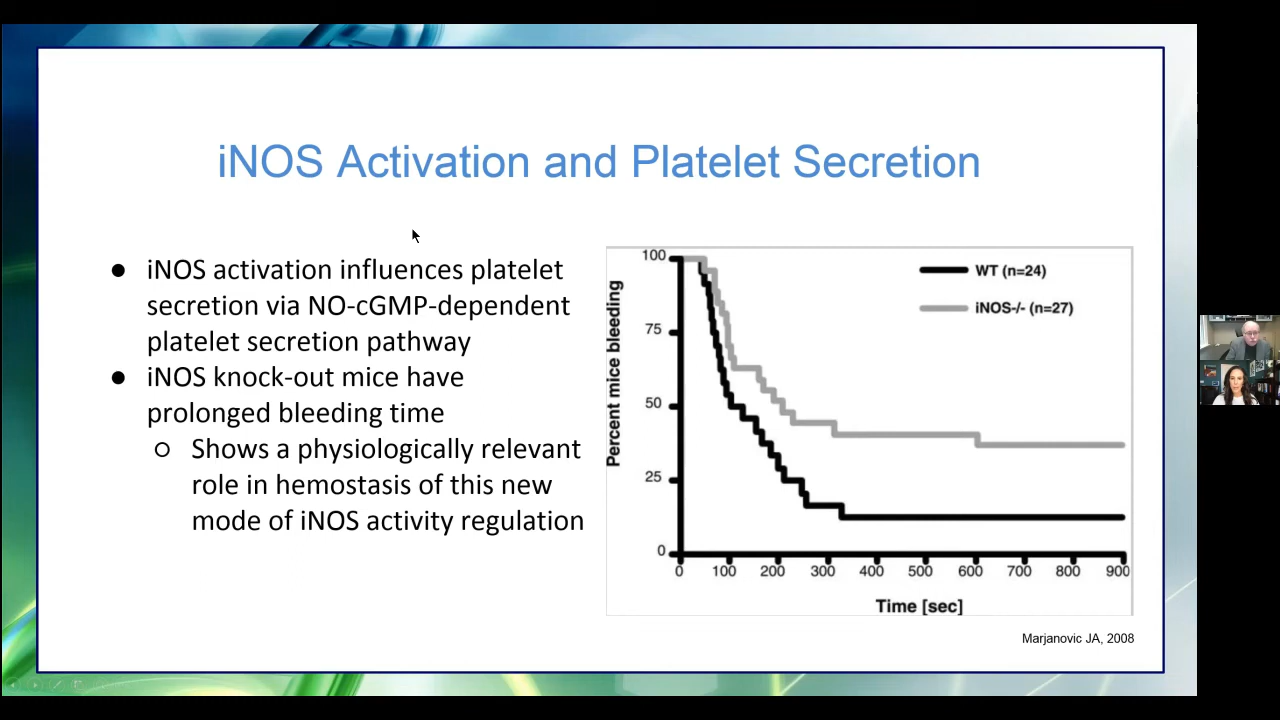 iNOS Activation and Platelet Secretion
● iNOS activation influences platelet
secretion via NO-cGMP-dependent
platelet secretion pathway
● iNOS knock-out mice have
prolonged bleeding time
○ Shows a physiologically relevant
role in hemostasis of this new
mode of iNOS activity regulation
Percent mice bleeding
100
75
50
25
0
WT (n=24)
iNOS-/- (n=27)
0 100 200 300 400 500 600 700 800 900
Time [sec]
Marjanovic JA, 2008